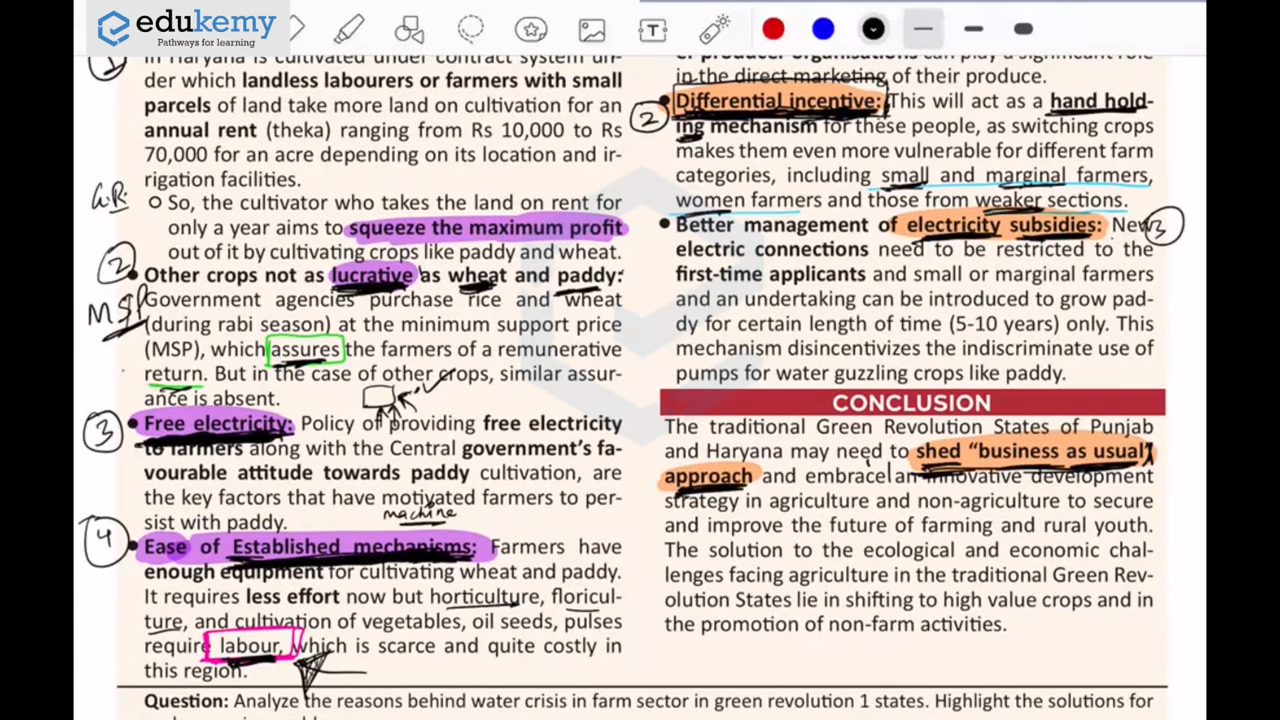 edukemy
Pathways for learning
T
1
in Haryana is cultivated under contract system un-
der which landless labourers or farmers with small
parcels of land take more land on cultivation for an
annual rent (theka) ranging from Rs 10,000 to Rs
70,000 for an acre depending on its location and ir-
rigation facilities.
G.R.
So, the cultivator who takes the land on rent for
only a year aims to squeeze the maximum profit
out of it by cultivating crops like paddy and wheat.
2
• Other crops not as lucrative as wheat and paddy:
MSP
Government agencies purchase rice and wheat
(during rabi season) at the minimum support price
(MSP), which assures the farmers of a remunerative
return. But in the case of other crops, similar assur-
ance is absent.
3
• Free electricity: Policy of providing free electricity
to farmers along with the Central government's fa-
vourable attitude towards paddy cultivation, are
the key factors that have motivated farmers to per-
sist with paddy.
machine
4
• Ease of Established mechanisms: Farmers have
enough equipment for cultivating wheat and paddy.
It requires less effort now but horticulture, floricul-
ture, and cultivation of vegetables, oil seeds, pulses
require labour, which is scarce and quite costly in
this region.
er producer organisations can play a significant role
in the direct marketing of their produce.
2
• Differential incentive: This will act as a hand hold-
ing mechanism for these people, as switching crops
makes them even more vulnerable for different farm
categories, including small and marginal farmers,
women farmers and those from weaker sections.
• Better management of electricity subsidies: New
3
electric connections need to be restricted to the
first-time applicants and small or marginal farmers
and an undertaking can be introduced to grow pad-
dy for certain length of time (5-10 years) only. This
mechanism disincentivizes the indiscriminate use of
pumps for water guzzling crops like paddy.
CONCLUSION
The traditional Green Revolution States of Punjab
and Haryana may need to shed "business as usual"
approach and embrace an innovative development
strategy in agriculture and non-agriculture to secure
and improve the future of farming and rural youth.
The solution to the ecological and economic chal-
lenges facing agriculture in the traditional Green Rev-
olution States lie in shifting to high value crops and in
the promotion of non-farm activities.
Question: Analyze the reasons behind water crisis in farm sector in green revolution 1 states. Highlight the solutions for